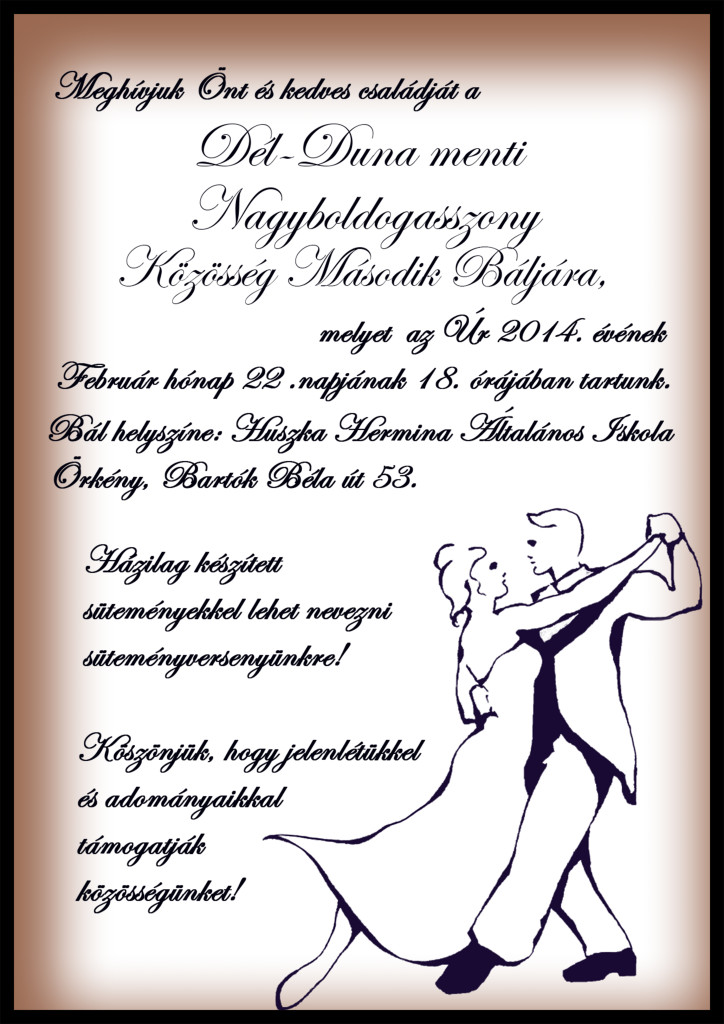 Meghívjuk Önt és kedves családját a
Dél-Duna menti
Nagyboldogasszony
Közösség Második Báljára,
melyet az Úr 2014. évének
Február hónap 22 .napjának 18. órájában tartunk.
Bál helyszíne: Huszka Hermina Általános Iskola
Örkény, Bartók Béla út 53.
Házilag készített
süteményekkel lehet nevezni
süteményversenyünkre!
Köszönjük, hogy jelenlétükkel
és adományaikkal
támogatják
közösségünket!